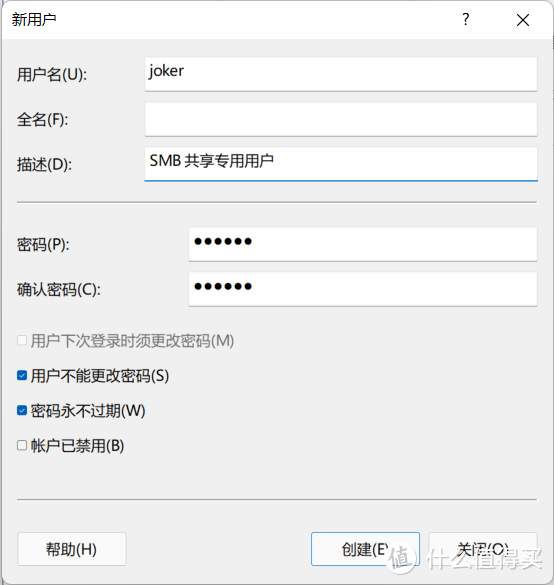 新用户
?
用户名(U):
joker
全名(F):
描述(D):
SMB 共享专用用户
密码(P):
●●●●●●
确认密码(C):
●●●●●●
用户下次登录时须更改密码(M)
用户不能更改密码(S)
密码永不过期(W)
帐户已禁用(B)
帮助(H)
创建(E)
关闭(O)
值 什么值得买